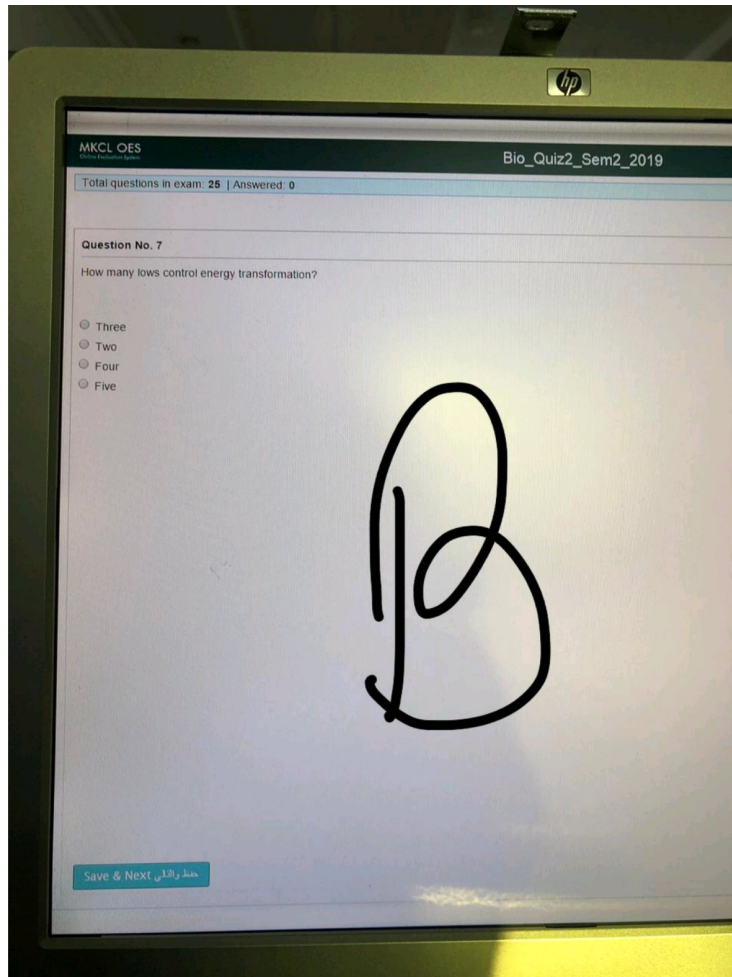 hp
MKCL OES
Online Evaluation System
Bio_Quiz2_Sem2_2019
Total questions in exam: 25 | Answered: 0
Question No. 7
How many lows control energy transformation?
Three
Two
Four
Five
B
Save & Next حفظ والتالي